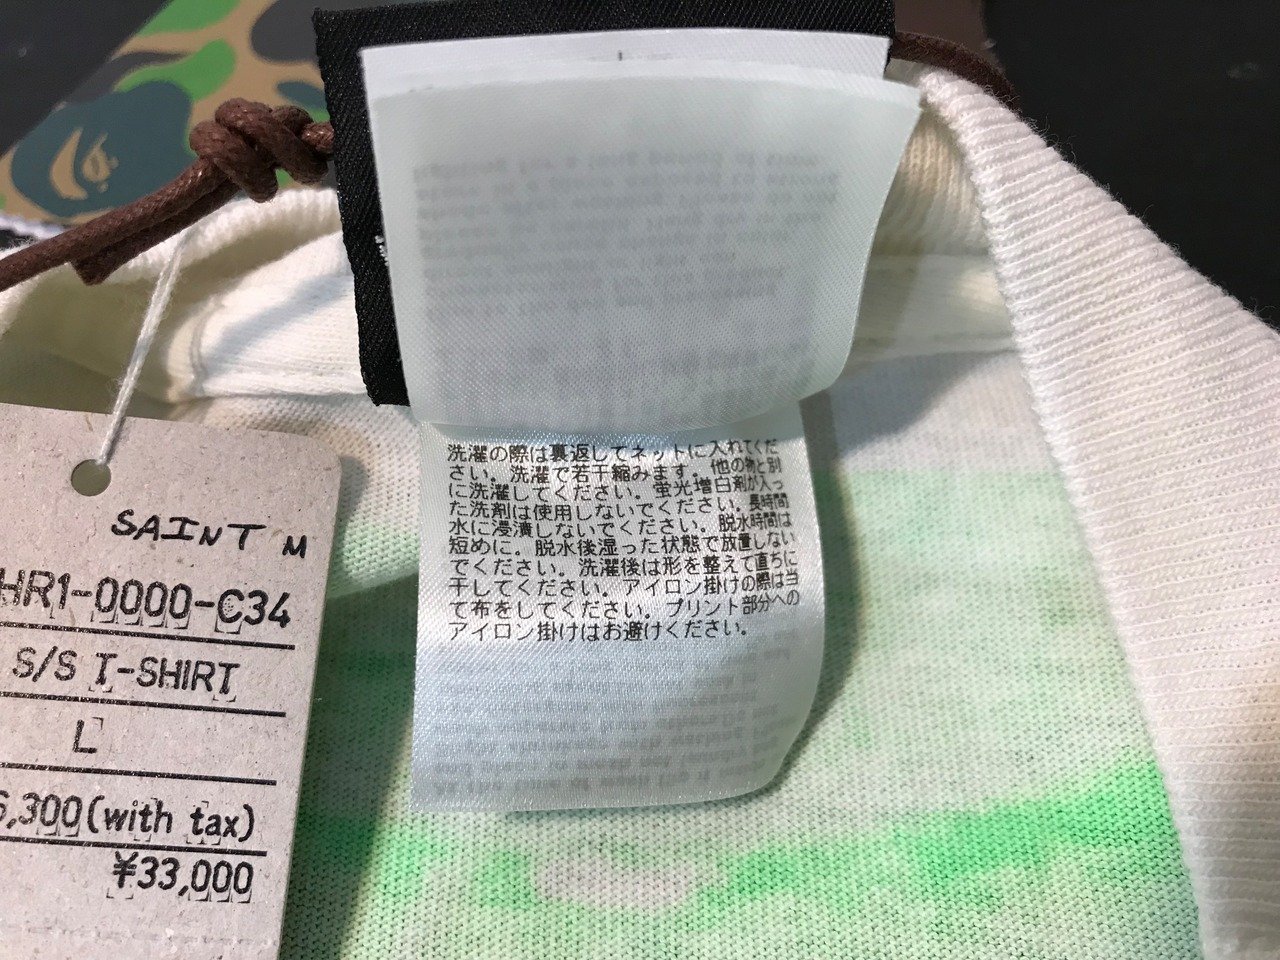 洗濯の際は裏返してネットに入れてくだ
さい。洗濯で若干縮みます。他の物と別
に洗濯してください。蛍光増白剤が入っ
た洗剤は使用しないでください。長時間
水に浸漬しないでください。脱水時間は
短めに。脱水後湿った状態で放置しない
でください。洗濯後は形を整えて直ちに
干してください。アイロン掛けの際は当
て布をしてください。プリント部分への
アイロン掛けはお避けください。
SAINT M
HR1-0000-C34
S/S T-SHIRT
L
6,300(with tax)
¥33,000